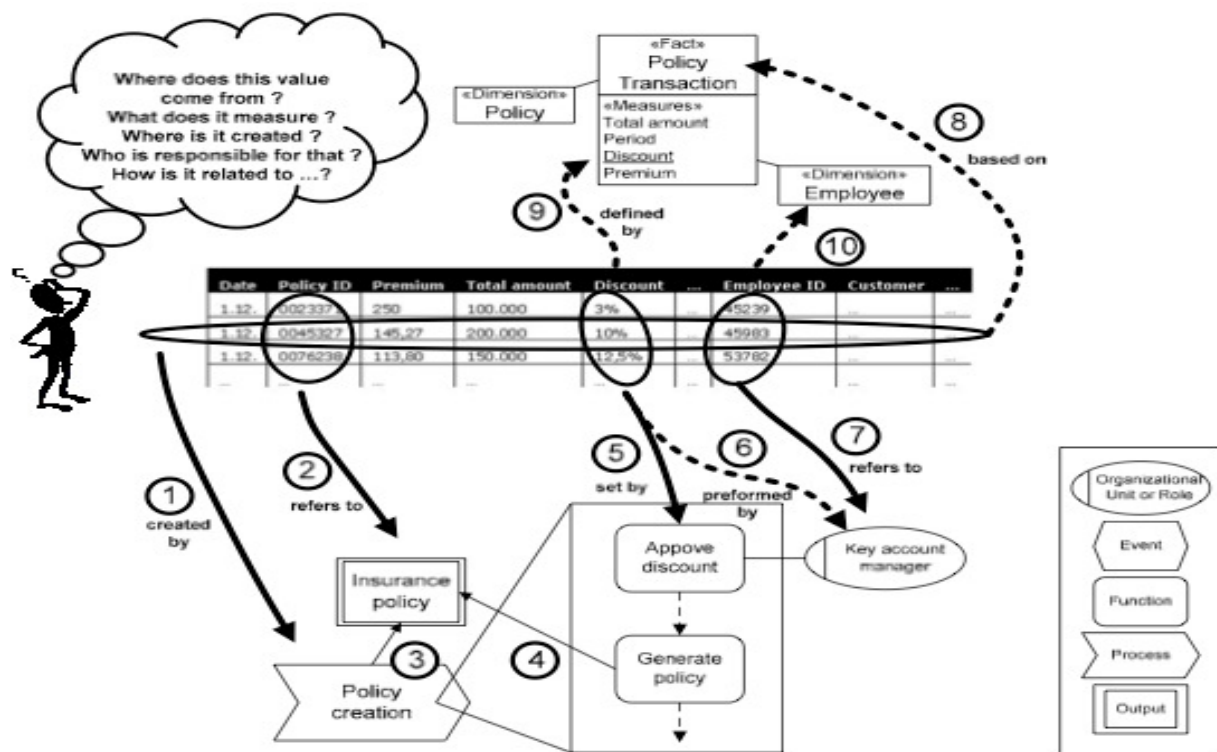 Where does this value
come from ?
What does it measure ?
Where is it created ?
Who is responsible for that ?
How is it related to ...?
«Fact»
Policy
Transaction
«Dimension»
Policy
«Measures»
Total amount
Period
Discount
Premium
«Dimension»
Employee
8
based on
9
defined
by
10
Date Policy ID Premium Total amount Discount ... Employee ID Customer ...
1.12. 002337 250 100.000 3% ... 45239 ... ...
1.12. 0045327 145,27 200.000 10% ... 45983 ... ...
1.12. 0076238 113,80 150.000 12,5% ... 53782 ... ...
... ... ... ... ... ... ... ... ...
1
created
by
2
refers to
5
set by
6
preformed
by
7
refers to
Insurance
policy
3
Policy
creation
4
Appove
discount
Generate
policy
Key account
manager
Organizational
Unit or Role
Event
Function
Process
Output